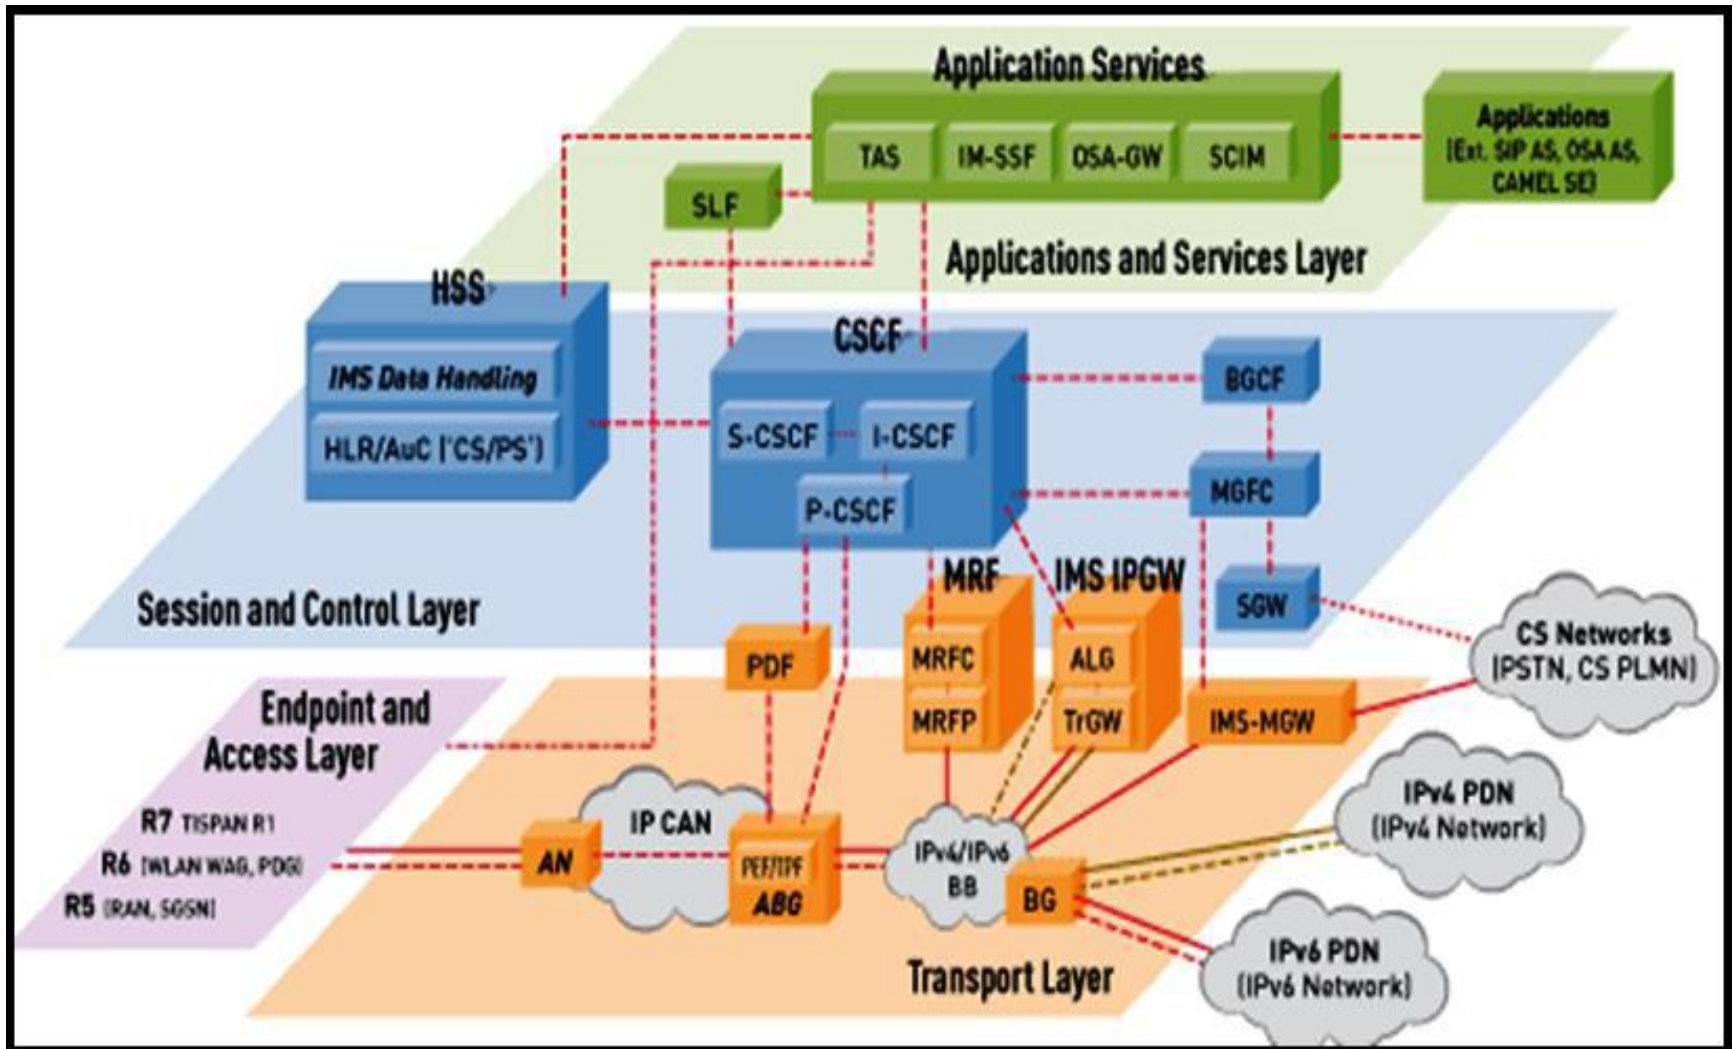 Application Services
TAS
IM-SSF
OSA-GW
SCIM
Applications
(Ext. SIP AS, OSA AS,
CAMEL SE)
SLF
Applications and Services Layer
HSS
IMS Data Handling
HLR/AuC ('CS/PS')
CSCF
S-CSCF
I-CSCF
P-CSCF
BGCF
MGFC
SGW
Session and Control Layer
MRF
IMS IPGW
PDF
MRFC
MRFP
ALG
TrGW
IMS-MGW
CS Networks
(PSTN, CS PLMN)
Endpoint and
Access Layer
R7 TISPAN R1
R6 (WLAN WAG, PDG)
R5 (RAN, SGSN)
AN
IP CAN
PEF/TPF
ABG
IPv4/IPv6
BB
BG
IPv4 PDN
(IPv4 Network)
IPv6 PDN
(IPv6 Network)
Transport Layer